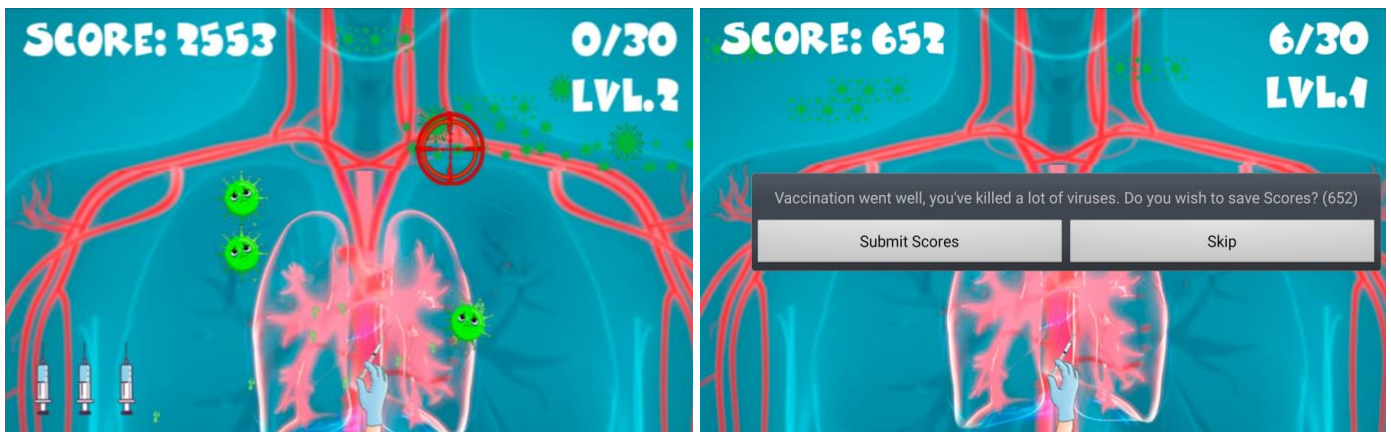 SCORE: 2553
0/30
LVL.2
SCORE: 652
6/30
LVL.1
Vaccination went well, you've killed a lot of viruses. Do you wish to save Scores? (652)
Submit Scores
Skip